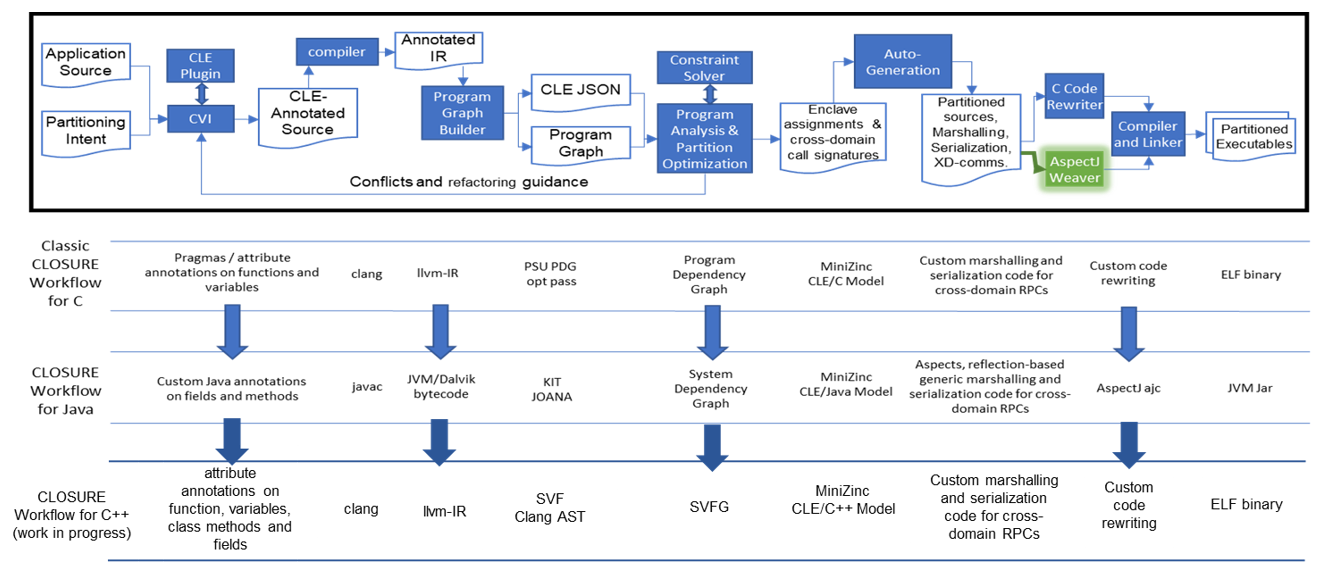 Application
Source
Partitioning
Intent
CLE
Plugin
CVI
CLE-
Annotated
Source
compiler
Annotated
IR
Program
Graph
Builder
CLE JSON
Program
Graph
Constraint
Solver
Program
Analysis &
Partition
Optimization
Enclave
assignments &
cross-domain
call signatures
Auto-
Generation
Partitioned
sources,
Marshalling,
Serialization,
XD-comms.
C Code
Rewriter
AspectJ
Weaver
Compiler
and Linker
Partitioned
Executables
Conflicts and refactoring guidance
Classic
CLOSURE
Workflow
for C
Pragmas / attribute
annotations on functions and
variables
clang
llvm-IR
PSU PDG
opt pass
Program
Dependency
Graph
MiniZinc
CLE/C Model
Custom marshalling and
serialization code for
cross-domain RPCs
Custom code
rewriting
ELF binary
CLOSURE
Workflow
for Java
Custom Java annotations
on fields and methods
javac
JVM/Dalvik
bytecode
KIT
JOANA
System
Dependency
Graph
MiniZinc
CLE/Java Model
Aspects, reflection-based
generic marshalling and
serialization code for cross-
domain RPCs
AspectJ ajc
JVM Jar
CLOSURE
Workflow for C++
(work in progress)
attribute
annotations on
function, variables,
class methods and
fields
clang
llvm-IR
SVF
Clang AST
SVFG
MiniZinc
CLE/C++ Model
Custom marshalling
and serialization
code for cross-
domain RPCs
Custom
code
rewriting
ELF binary